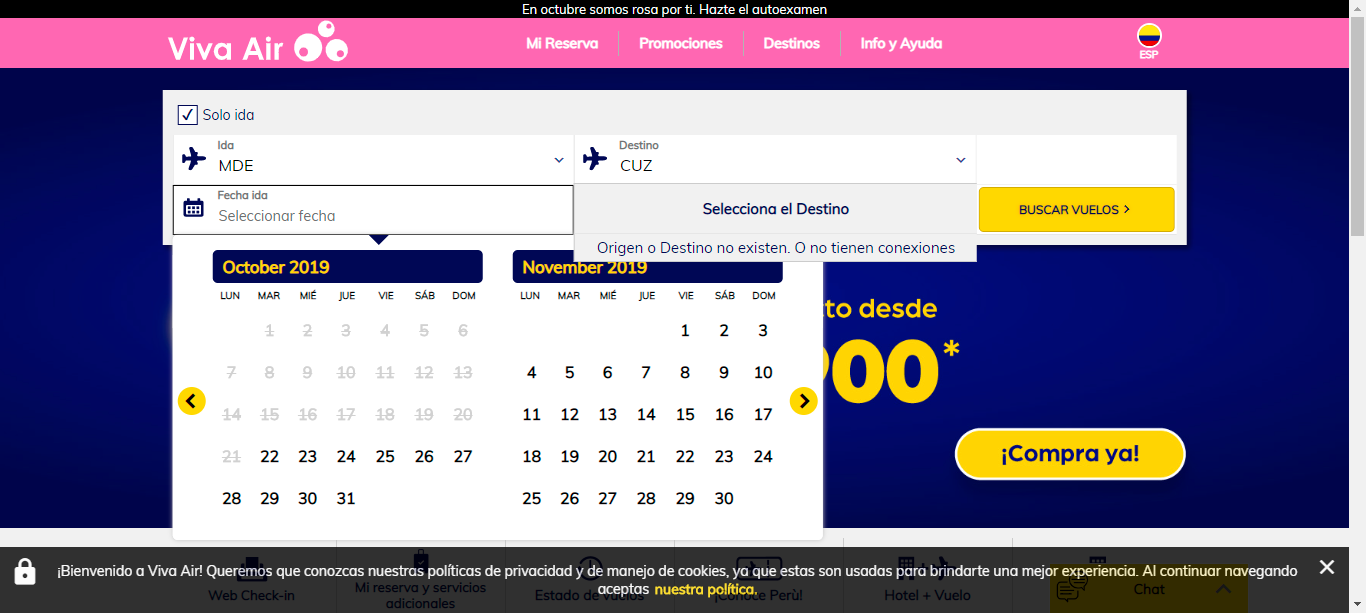 En octubre somos rosa por ti. Hazte el autoexamen
Viva Air
Mi Reserva
Promociones
Destinos
Info y Ayuda
ESP
Solo ida
Ida
MDE
Destino
CUZ
Fecha ida
Seleccionar fecha
Selecciona el Destino
BUSCAR VUELOS >
Origen o Destino no existen. O no tienen conexiones
October 2019
LUN MAR MIÉ JUE VIE SÁB DOM
1 2 3 4 5 6
7 8 9 10 11 12 13
14 15 16 17 18 19 20
21 22 23 24 25 26 27
28 29 30 31
November 2019
LUN MAR MIÉ JUE VIE SÁB DOM
1 2 3
4 5 6 7 8 9 10
11 12 13 14 15 16 17
18 19 20 21 22 23 24
25 26 27 28 29 30
to desde
00*
¡Compra ya!
¡Bienvenido a Viva Air! Queremos que conozcas nuestras políticas de privacidad y de manejo de cookies, ya que estas son usadas para brindarte una mejor experiencia. Al continuar navegando
aceptas nuestra política.
Web Check-in
Mi reserva y servicios
adicionales
Estado de vuelos
¡Conoce Perú!
Hotel + Vuelo
Chat